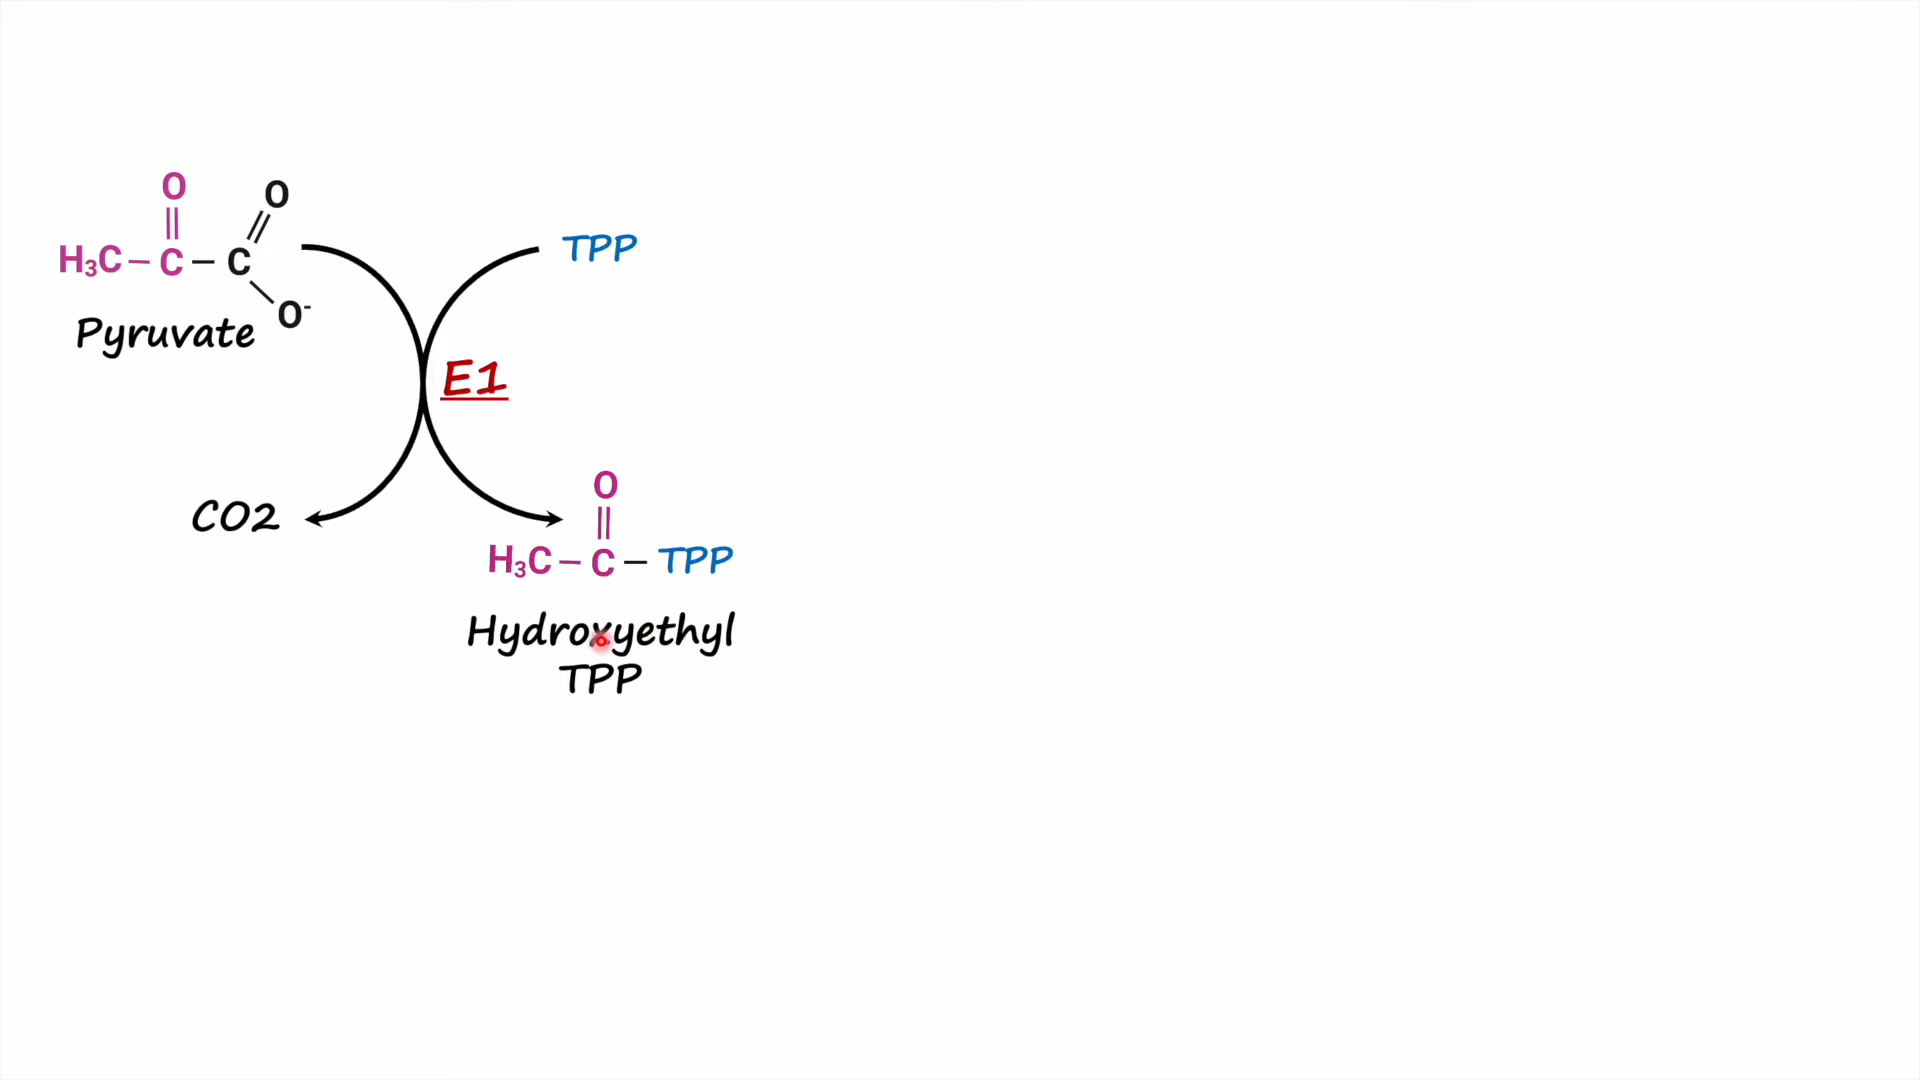 O
O
H₃C – C – C
O⁻
Pyruvate
TPP
E1
CO2
O
H₃C – C – TPP
Hydroxyethyl
TPP